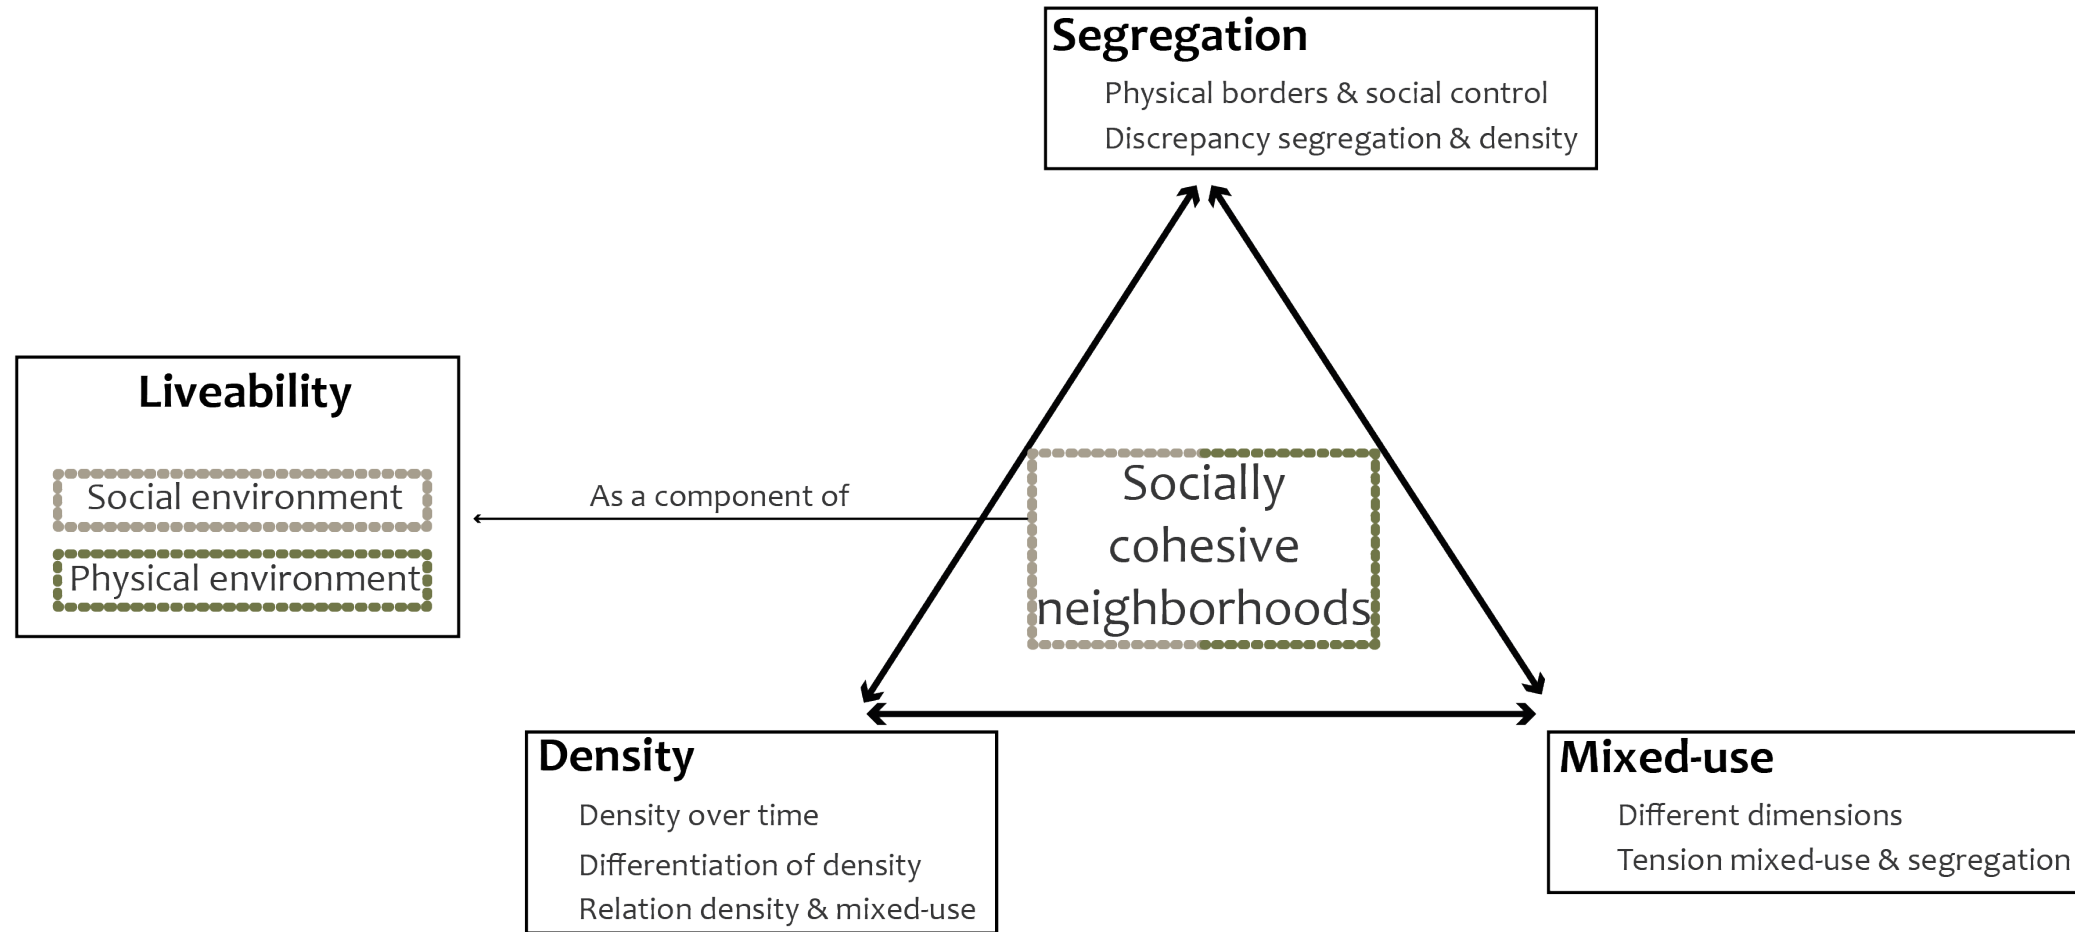 Segregation
Physical borders & social control
Discrepancy segregation & density
Liveability
Social environment
Physical environment
As a component of
Socially
cohesive
neighborhoods
Density
Density over time
Differentiation of density
Relation density & mixed-use
Mixed-use
Different dimensions
Tension mixed-use & segregation